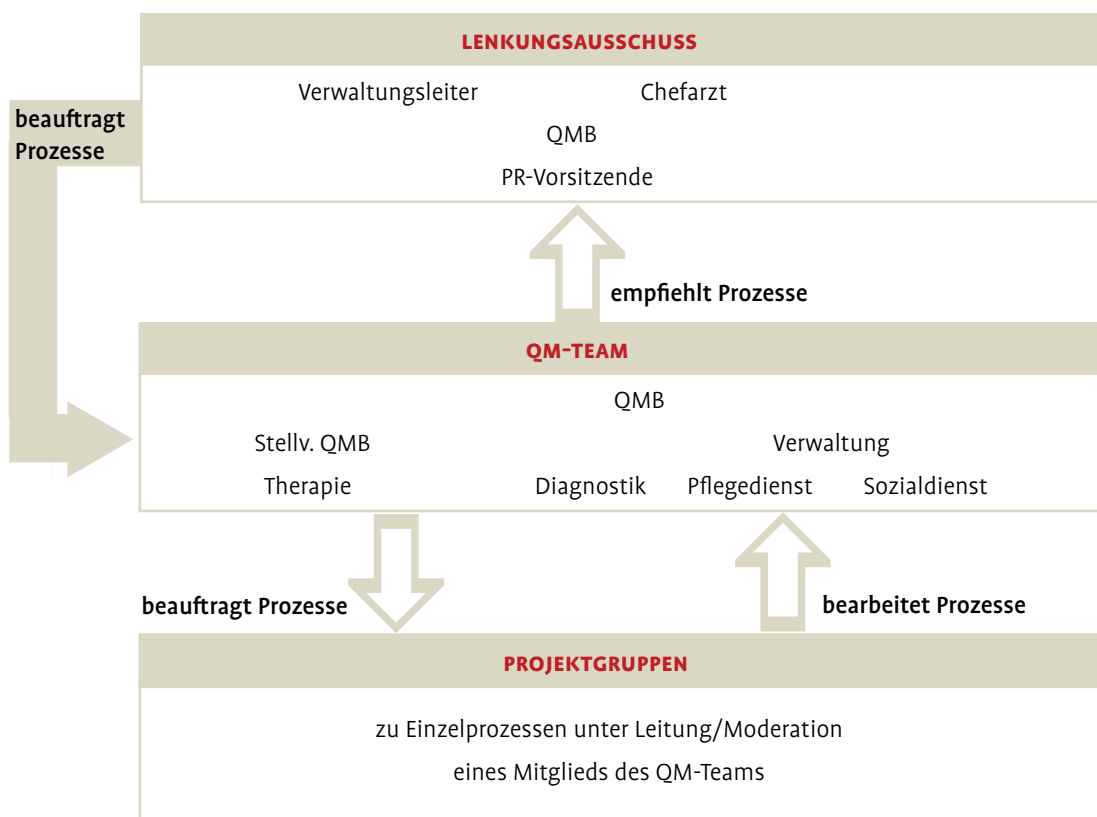 LENKUNGSAUSSCHUSS
Verwaltungsleiter Chefarzt
QMB
PR-Vorsitzende
beauftragt
Prozesse
empfiehlt Prozesse
QM-TEAM
QMB
Stellv. QMB Verwaltung
Therapie Diagnostik Pflegedienst Sozialdienst
beauftragt Prozesse
bearbeitet Prozesse
PROJEKTGRUPPEN
zu Einzelprozessen unter Leitung/Moderation
eines Mitglieds des QM-Teams